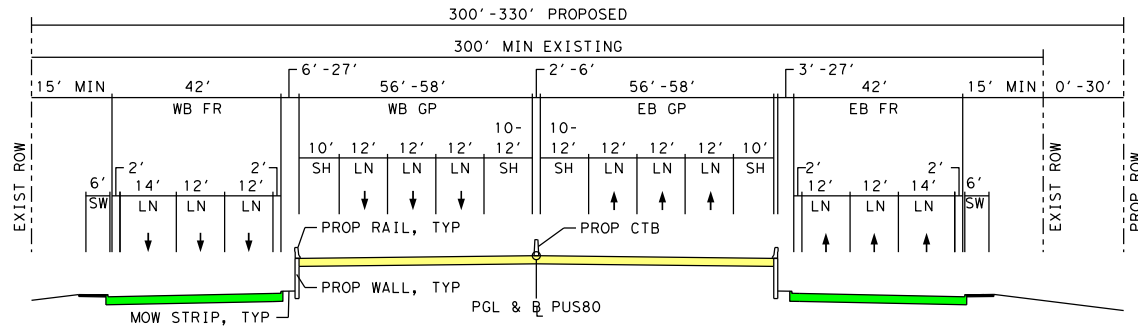 300'-330' PROPOSED
300' MIN EXISTING
6'-27'
2'-6'
3'-27'
15' MIN
42'
56'-58'
56'-58'
42'
15' MIN
0'-30'
WB FR
WB GP
EB GP
EB FR
10-
10-
10'
12'
12'
12'
12'
12'
12'
12'
12'
10'
SH
LN
LN
LN
SH
SH
LN
LN
LN
SH
2'
2'
2'
2'
6'
14'
12'
12'
12'
12'
14'
6'
SW
LN
LN
LN
LN
LN
LN
SW
EXIST ROW
EXIST ROW
PROP ROW
PROP RAIL, TYP
PROP CTB
PROP WALL, TYP
MOW STRIP, TYP
PGL & B PUS80